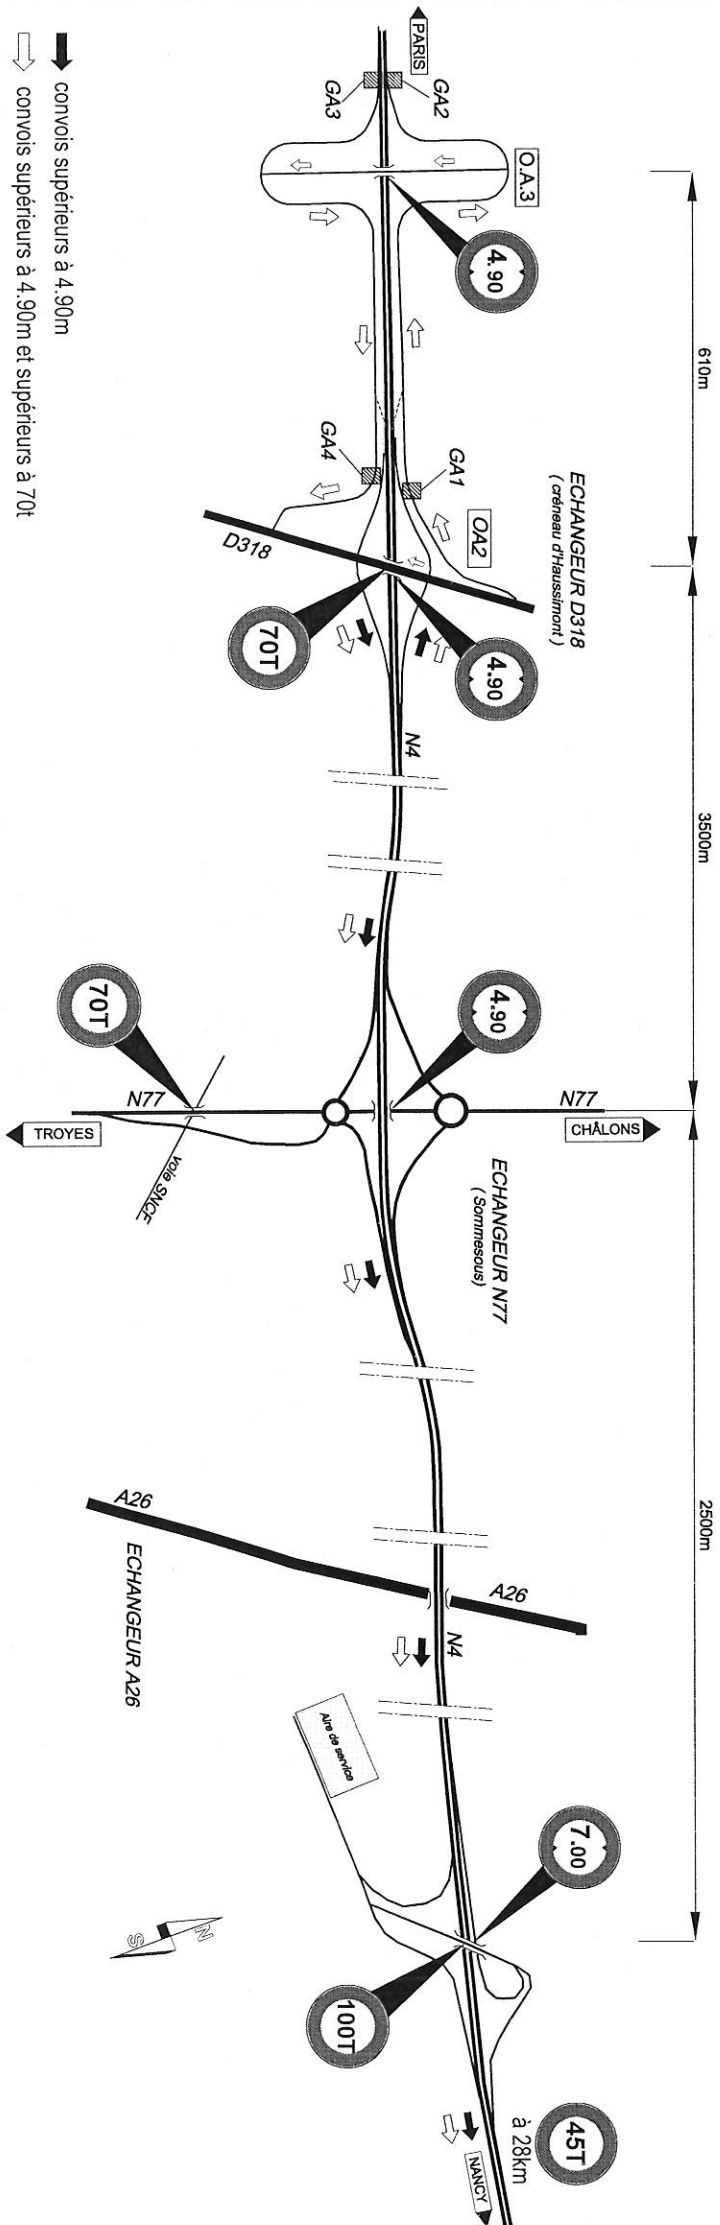 PARIS
GA2
GA3
O.A.3
4.90
610m
ECHANGEUR D318
( créneau d'Haussimont )
GA1
GA4
OA2
D318
70T
4.90
N4
3500m
4.90
70T
N77
N77
TROYES
CHÂLONS
voie SNCF
ECHANGEUR N77
( Sommesous)
2500m
A26
A26
ECHANGEUR A26
N4
Aire de service
7.00
100T
N
S
45T
à 28km
NANCY
convois supérieurs à 4.90m
convois supérieurs à 4.90m et supérieurs à 70t